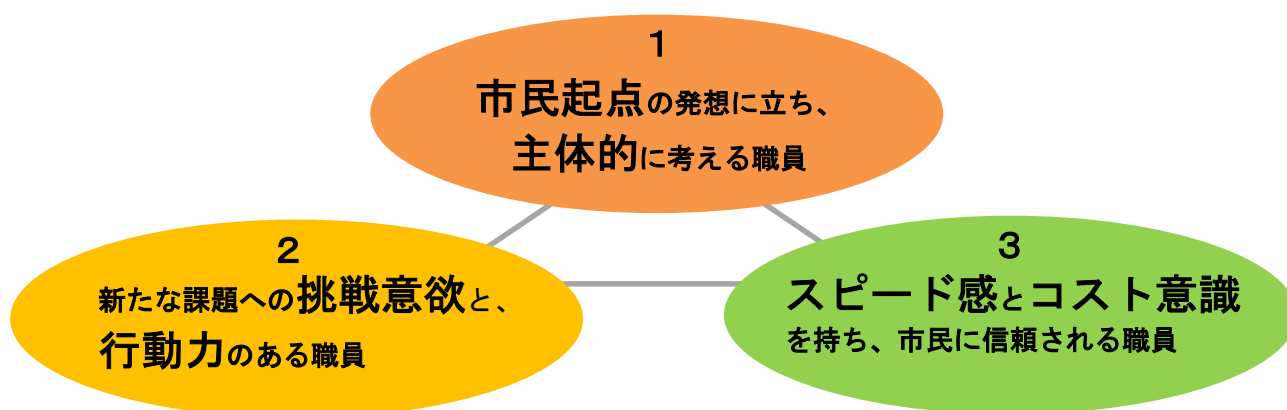 １
市民起点の発想に立ち、
主体的に考える職員
２
新たな課題への挑戦意欲と、
行動力のある職員
３
スピード感とコスト意識
を持ち、市民に信頼される職員